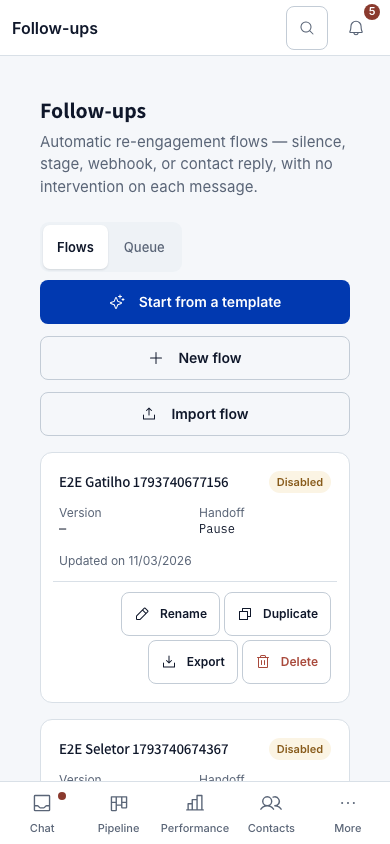 Follow-ups
5
Follow-ups
Automatic re-engagement flows — silence,
stage, webhook, or contact reply, with no
intervention on each message.
Flows Queue
Start from a template
New flow
Import flow
E2E Gatilho 1793740677156 Disabled
Version Handoff
— Pause
Updated on 11/03/2026
Rename Duplicate
Export Delete
E2E Seletor 1793740674367 Disabled
Version Handoff
Chat Pipeline Performance Contacts More